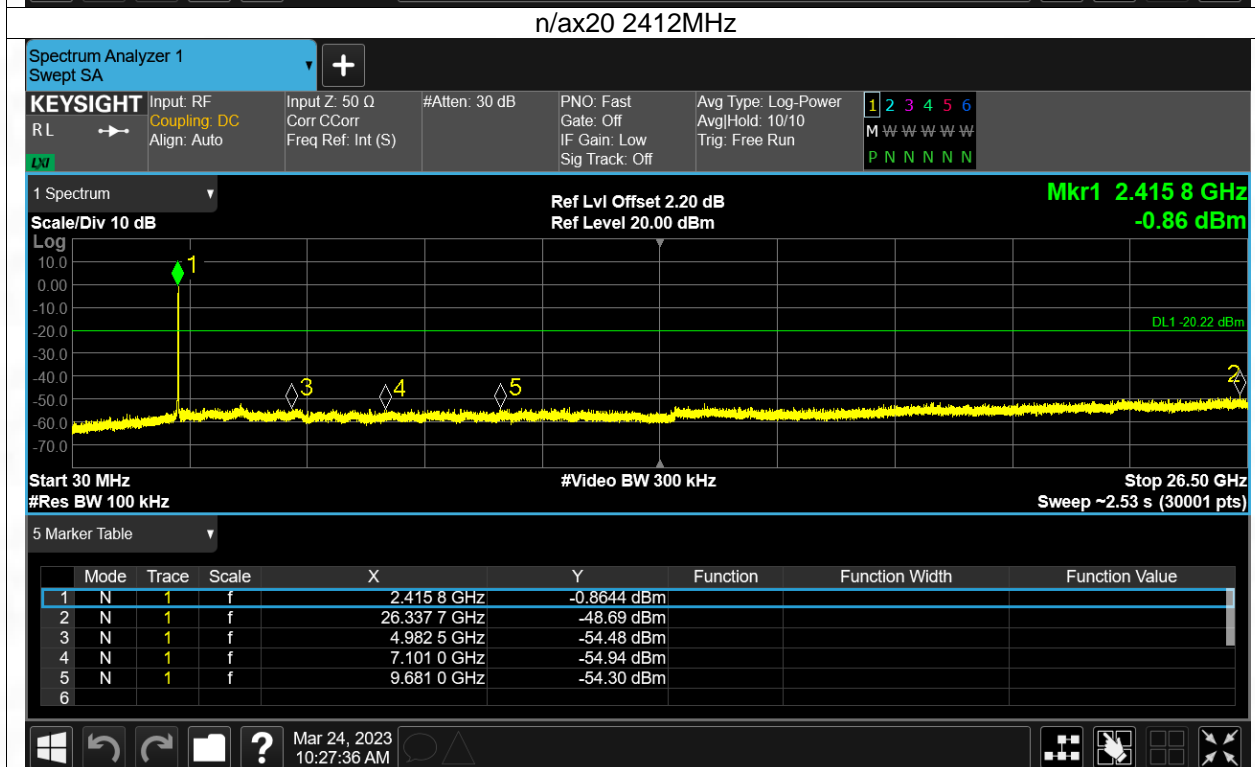 n/ax20 2412MHz
Spectrum Analyzer 1
Swept SA
+
KEYSIGHT
RL
LXI
Input: RF
Coupling: DC
Align: Auto
Input Z: 50 Ω
Corr CCorr
Freq Ref: Int (S)
#Atten: 30 dB
PNO: Fast
Gate: Off
IF Gain: Low
Sig Track: Off
Avg Type: Log-Power
Avg|Hold: 10/10
Trig: Free Run
1 2 3 4 5 6
M W W W W W
P N N N N N
1 Spectrum
Scale/Div 10 dB
Ref Lvl Offset 2.20 dB
Ref Level 20.00 dBm
Mkr1 2.415 8 GHz
-0.86 dBm
Log
10.0
0.00
-10.0
-20.0
-30.0
-40.0
-50.0
-60.0
-70.0
1
DL1 -20.22 dBm
3
4
5
2
Start 30 MHz
#Res BW 100 kHz
#Video BW 300 kHz
Stop 26.50 GHz
Sweep ~2.53 s (30001 pts)
5 Marker Table
Mode Trace Scale X Y Function Function Width Function Value
1 N 1 f 2.415 8 GHz -0.8644 dBm
2 N 1 f 26.337 7 GHz -48.69 dBm
3 N 1 f 4.982 5 GHz -54.48 dBm
4 N 1 f 7.101 0 GHz -54.94 dBm
5 N 1 f 9.681 0 GHz -54.30 dBm
6
?
Mar 24, 2023
10:27:36 AM